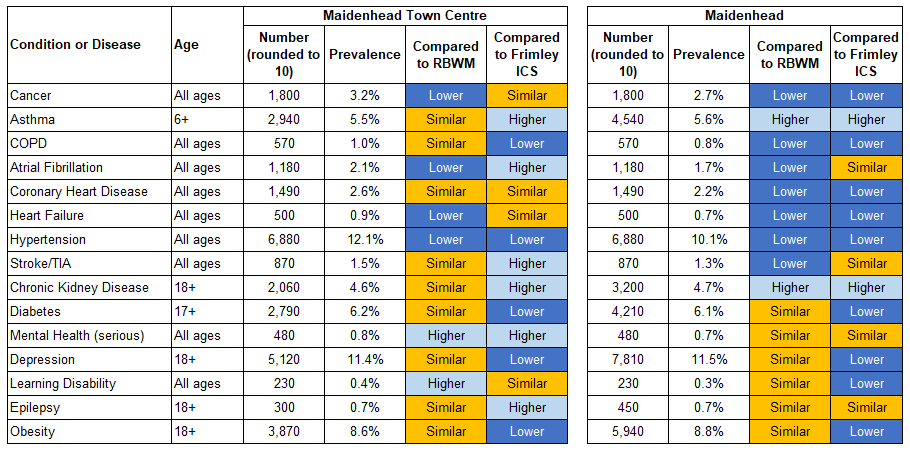 Maidenhead Town Centre Maidenhead
Condition or Disease Age Number (rounded to 10) Prevalence Compared to RBWM Compared to Frimley ICS Number (rounded to 10) Prevalence Compared to RBWM Compared to Frimley ICS
Cancer All ages 1,800 3.2% Lower Similar 1,800 2.7% Lower Lower
Asthma 6+ 2,940 5.5% Similar Higher 4,540 5.6% Higher Higher
COPD All ages 570 1.0% Similar Lower 570 0.8% Lower Lower
Atrial Fibrillation All ages 1,180 2.1% Lower Higher 1,180 1.7% Lower Similar
Coronary Heart Disease All ages 1,490 2.6% Similar Similar 1,490 2.2% Lower Lower
Heart Failure All ages 500 0.9% Lower Similar 500 0.7% Lower Lower
Hypertension All ages 6,880 12.1% Lower Lower 6,880 10.1% Lower Lower
Stroke/TIA All ages 870 1.5% Similar Higher 870 1.3% Lower Similar
Chronic Kidney Disease 18+ 2,060 4.6% Similar Higher 3,200 4.7% Higher Higher
Diabetes 17+ 2,790 6.2% Similar Lower 4,210 6.1% Similar Lower
Mental Health (serious) All ages 480 0.8% Higher Higher 480 0.7% Similar Similar
Depression 18+ 5,120 11.4% Similar Lower 7,810 11.5% Similar Lower
Learning Disability All ages 230 0.4% Higher Similar 230 0.3% Similar Lower
Epilepsy 18+ 300 0.7% Similar Higher 450 0.7% Similar Similar
Obesity 18+ 3,870 8.6% Similar Lower 5,940 8.8% Similar Lower